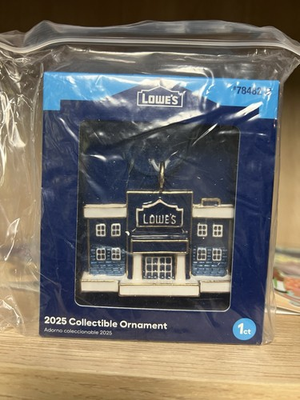 LOWE'S
LOWE'S
2025 Collectible Ornament
Adorno coleccionable 2025
1ct